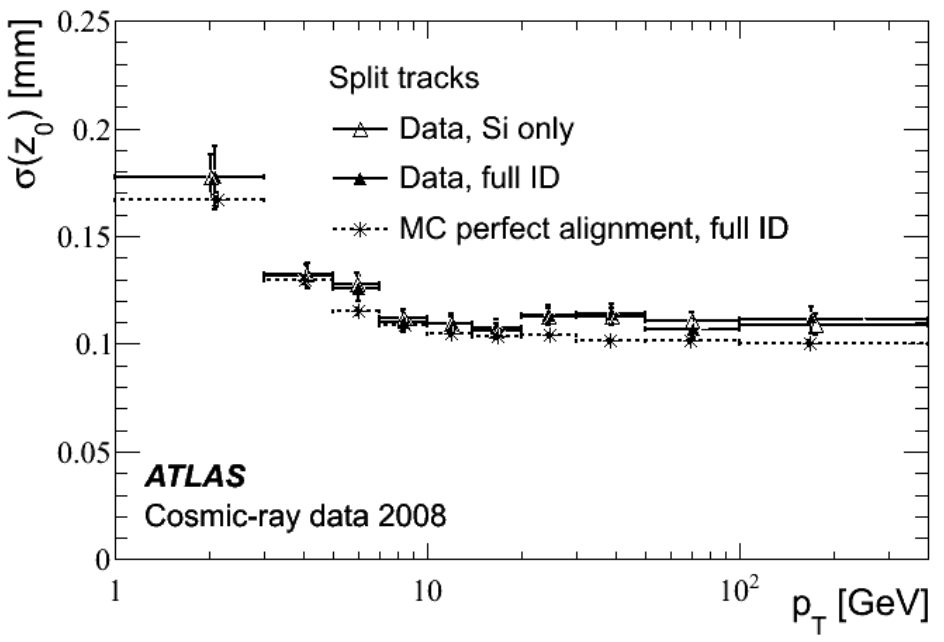 σ(z0) [mm]
0.25
0.2
0.15
0.1
0.05
0
Split tracks
Data, Si only
Data, full ID
MC perfect alignment, full ID
ATLAS
Cosmic-ray data 2008
1
10
10²
pT [GeV]